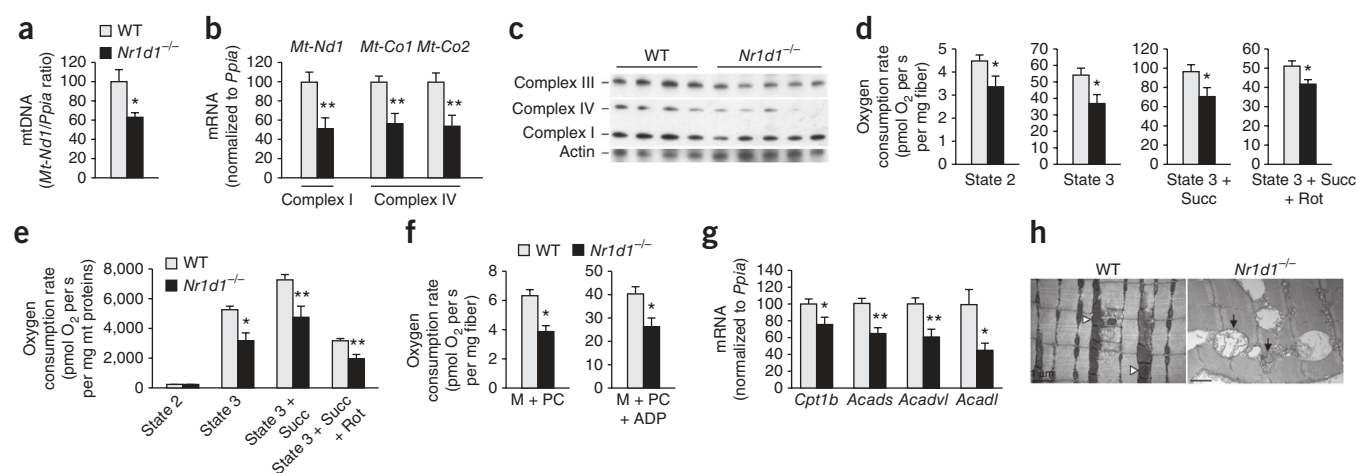 a
WT
Nr1d1–/–
mtDNA
(Mt-Nd1/Ppia ratio)
120
100
80
60
40
20
0
*
b
Mt-Nd1 Mt-Co1 Mt-Co2
mRNA
(normalized to Ppia)
120
100
80
60
40
20
0
** ** **
Complex I Complex IV
c
WT Nr1d1–/–
Complex III
Complex IV
Complex I
Actin
d
Oxygen
consumption rate
(pmol O2 per s
per mg fiber)
5
4
3
2
1
0
*
State 2
60
50
40
30
20
10
0
*
State 3
120
100
80
60
40
20
0
*
State 3 +
Succ
60
50
40
30
20
10
0
*
State 3 + Succ
+ Rot
e
WT
Nr1d1–/–
Oxygen
consumption rate
(pmol O2 per s
per mg mt proteins)
8,000
6,000
4,000
2,000
0
* ** **
State 2
State 3
State 3 +
Succ
State 3 + Succ
+ Rot
f
WT Nr1d1–/–
Oxygen
consumption rate
(pmol O2 per s
per mg fiber)
8
6
4
2
0
*
M + PC
50
40
30
20
10
0
*
M + PC
+ ADP
g
mRNA
(normalized to Ppia)
140
120
100
80
60
40
20
0
* ** ** *
Cpt1b Acads Acadvl Acadl
h
WT Nr1d1–/–